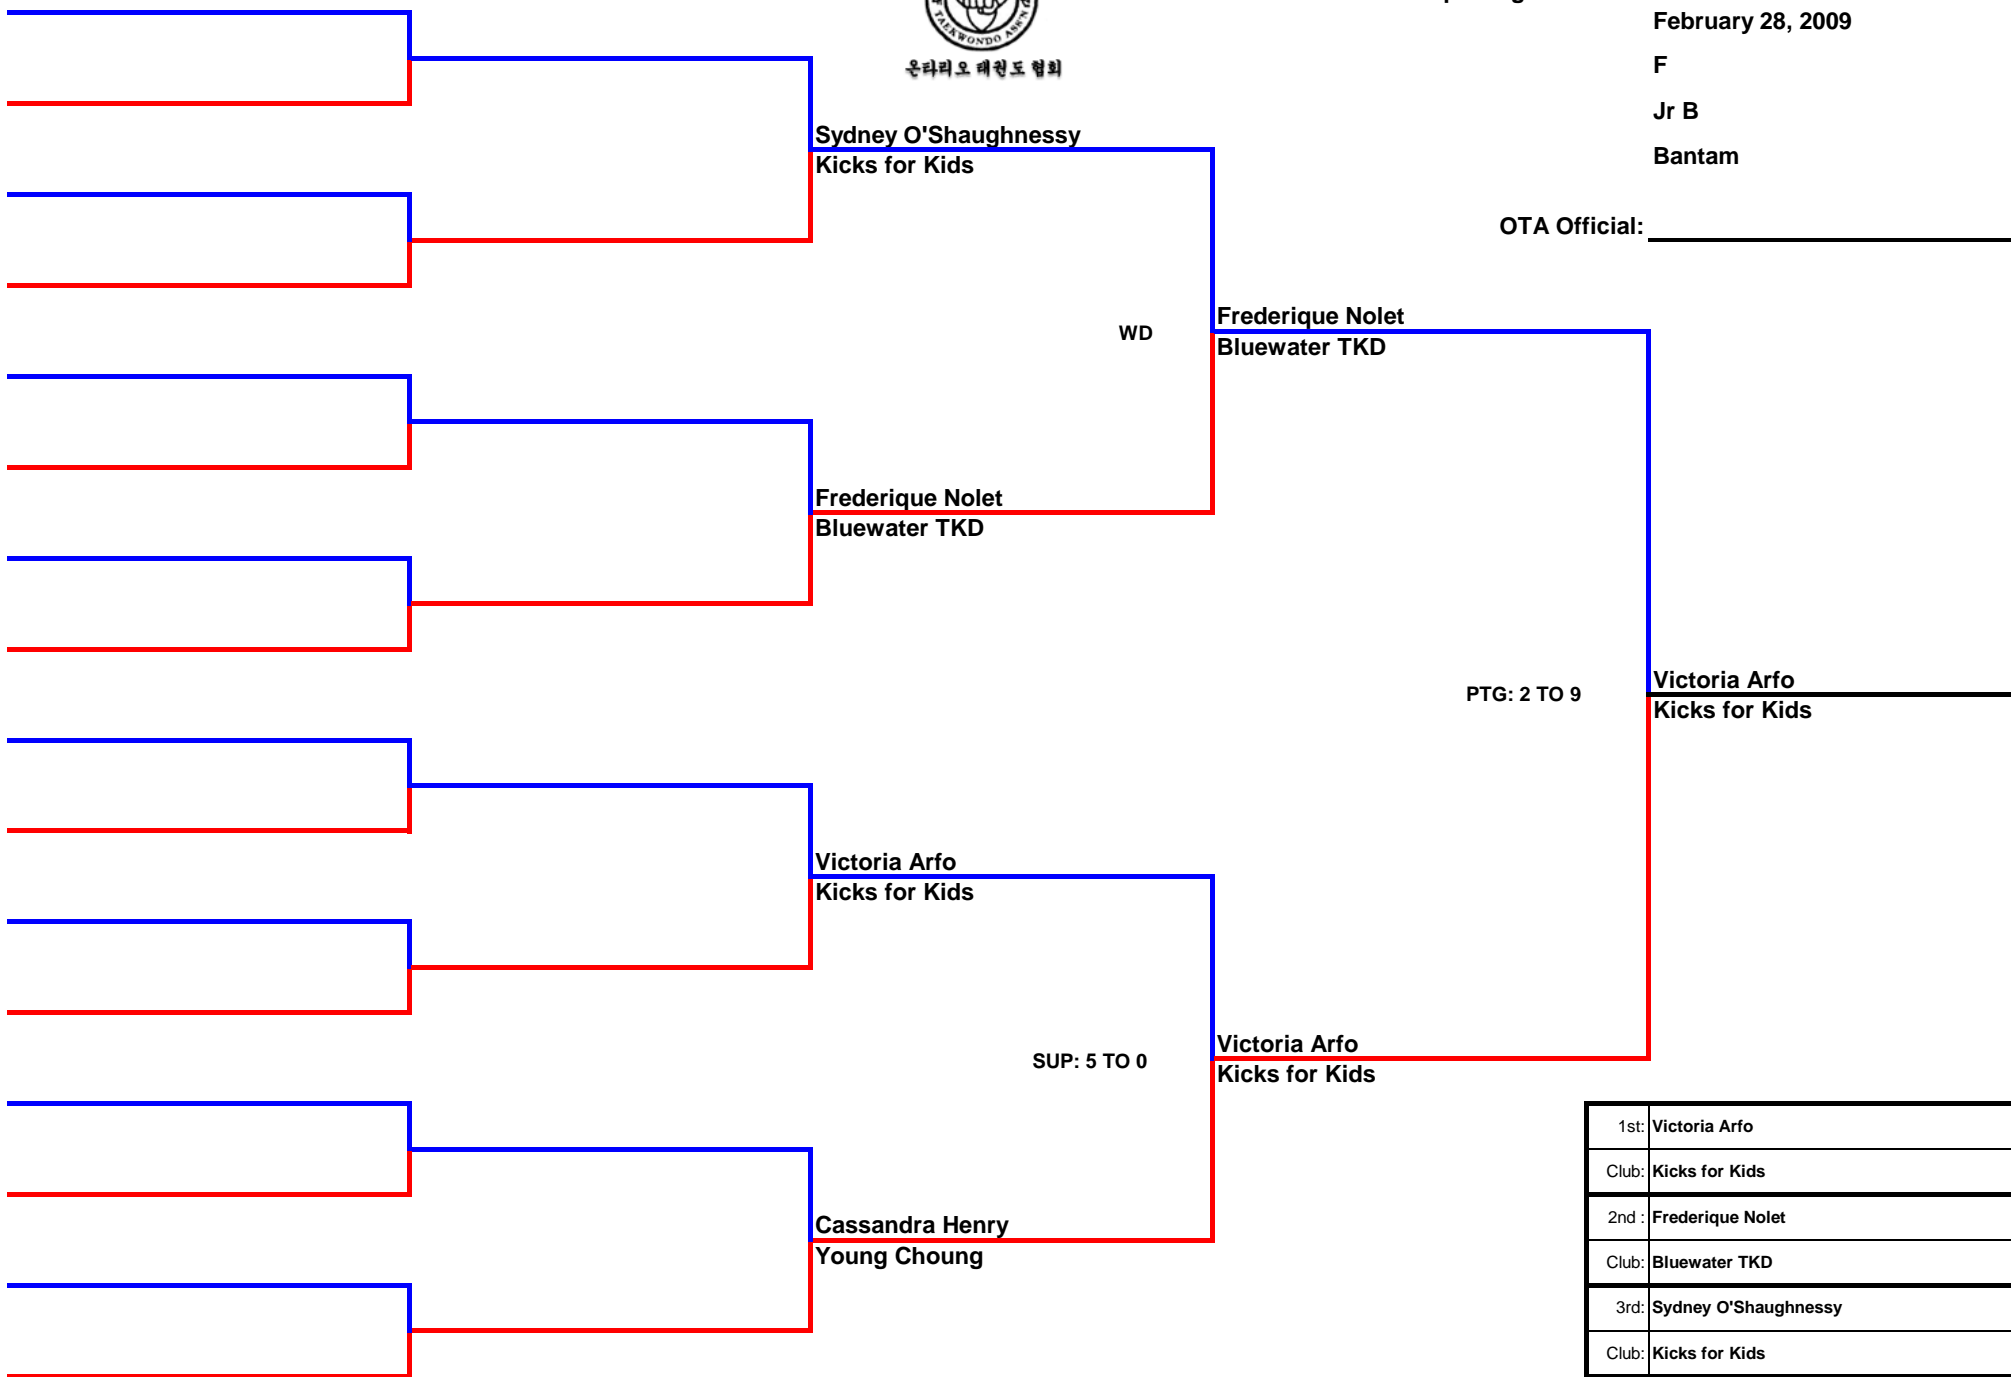 TAEKWONDO ASS'N
온타리오 태권도 협회
February 28, 2009
F
Jr B
Bantam
OTA Official:
Sydney O'Shaughnessy
Kicks for Kids
WD
Frederique Nolet
Bluewater TKD
Frederique Nolet
Bluewater TKD
PTG: 2 TO 9
Victoria Arfo
Kicks for Kids
Victoria Arfo
Kicks for Kids
SUP: 5 TO 0
Victoria Arfo
Kicks for Kids
Cassandra Henry
Young Choung
1st: Victoria Arfo
Club: Kicks for Kids
2nd : Frederique Nolet
Club: Bluewater TKD
3rd: Sydney O'Shaughnessy
Club: Kicks for Kids